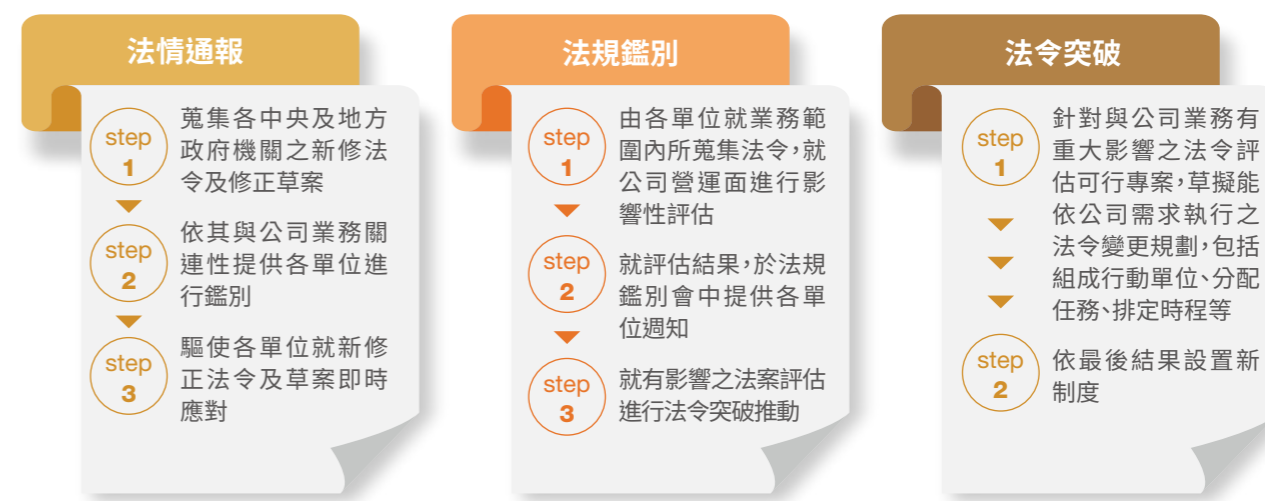 法情通報
step
1
蒐集各中央及地方
政府機關之新修法
令及修正草案
step
2
依其與公司業務關
連性提供各單位進
行鑑別
step
3
驅使各單位就新修
正法令及草案即時
應對
法規鑑別
step
1
由各單位就業務範
圍內所蒐集法令，就
公司營運面進行影
響性評估
step
2
就評估結果，於法規
鑑別會中提供各單
位週知
step
3
就有影響之法案評估
進行法令突破推動
法令突破
step
1
針對與公司業務有
重大影響之法令評
估可行專案，草擬能
依公司需求執行之
法令變更規劃，包括
組成行動單位、分配
任務、排定時程等
step
2
依最後結果設置新
制度